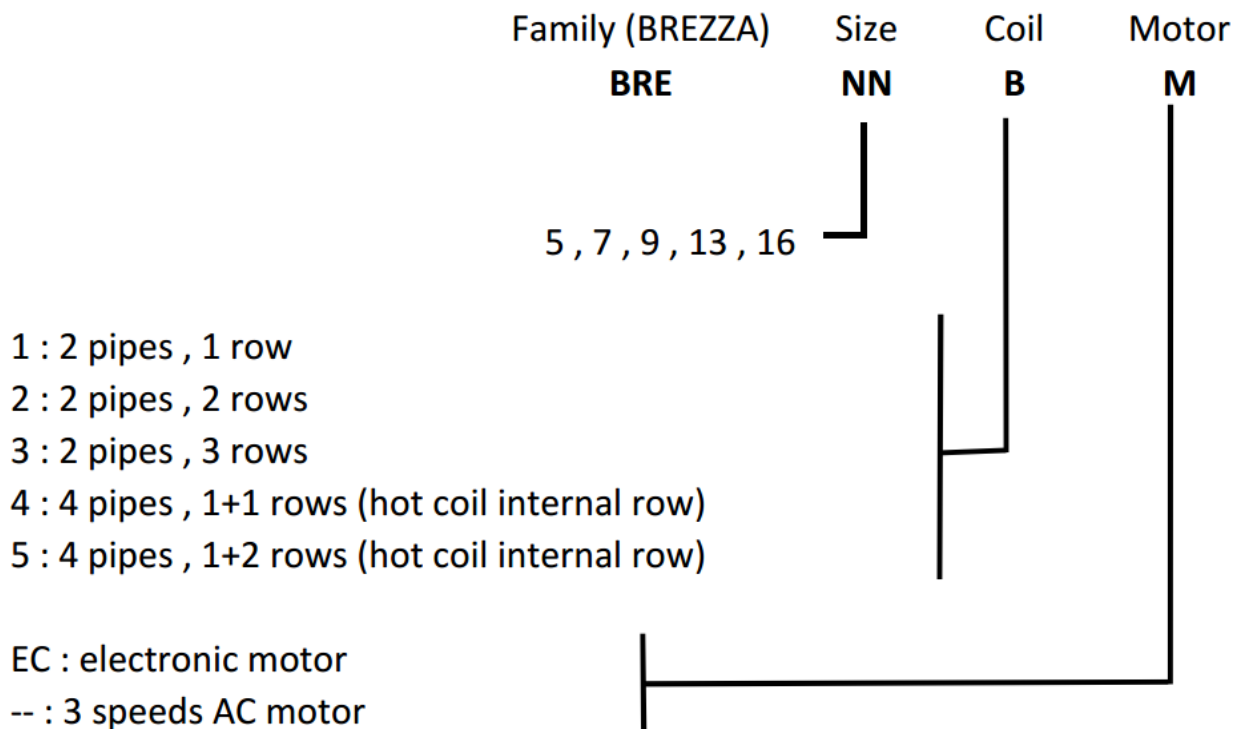 Family (BREZZA) Size Coil Motor
BRE NN B M
5 , 7 , 9 , 13 , 16
1 : 2 pipes , 1 row
2 : 2 pipes , 2 rows
3 : 2 pipes , 3 rows
4 : 4 pipes , 1+1 rows (hot coil internal row)
5 : 4 pipes , 1+2 rows (hot coil internal row)
EC : electronic motor
-- : 3 speeds AC motor